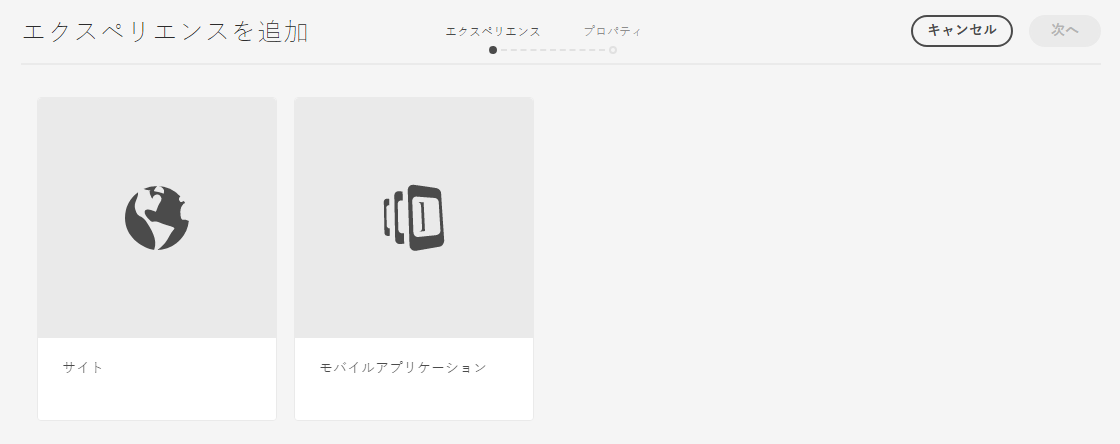 エクスペリエンスを追加
エクスペリエンス
プロパティ
キャンセル
次へ
サイト
モバイルアプリケーション